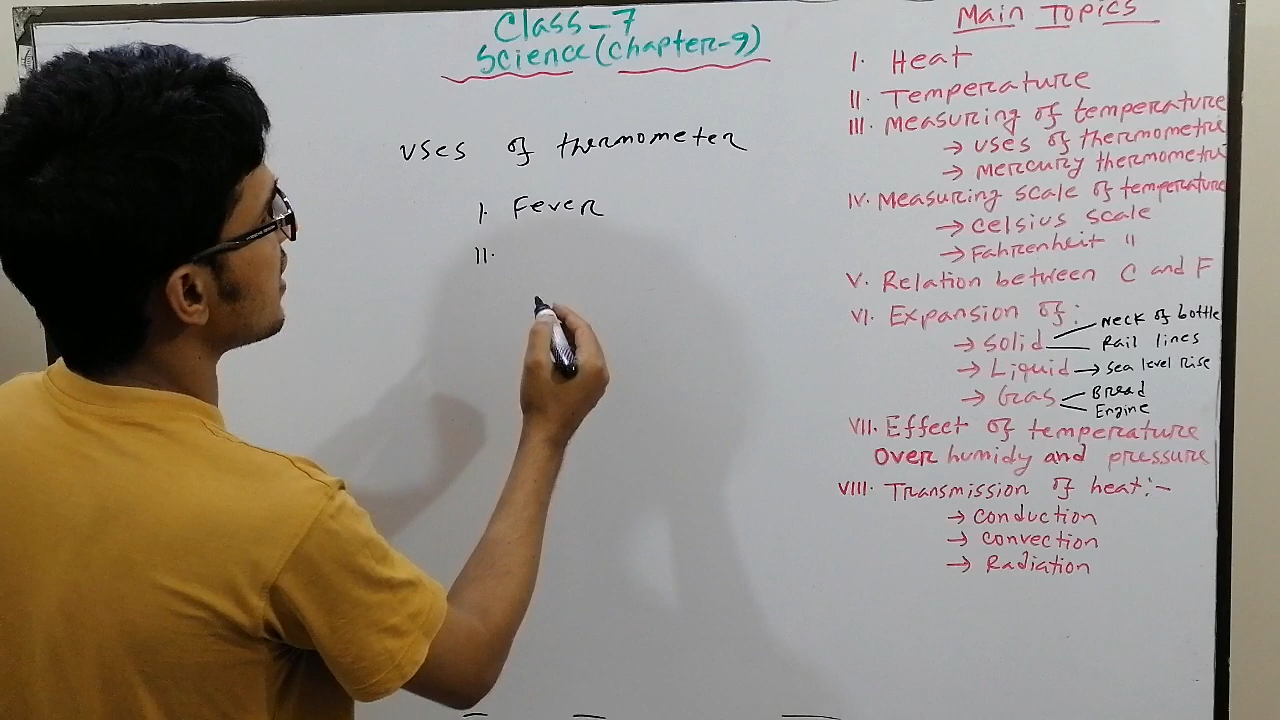 Class-7
Science (Chapter-9)
uses of thermometer
I. Fever
II.
Main Topics
I. Heat
II. Temperature
III. Measuring of temperature
→ uses of thermometre
→ Mercury thermometre
IV. Measuring scale of temperature
→ Celsius scale
→ Fahrenheit "
V. Relation between C and F
VI. Expansion of:
→ Solid → Neck of bottle
Rail lines
→ Liquid → Sea level rise
→ Gas → Bread
Engine
VII. Effect of temperature
Over humidy and pressure
VIII. Transmission of heat:-
→ Conduction
→ Convection
→ Radiation